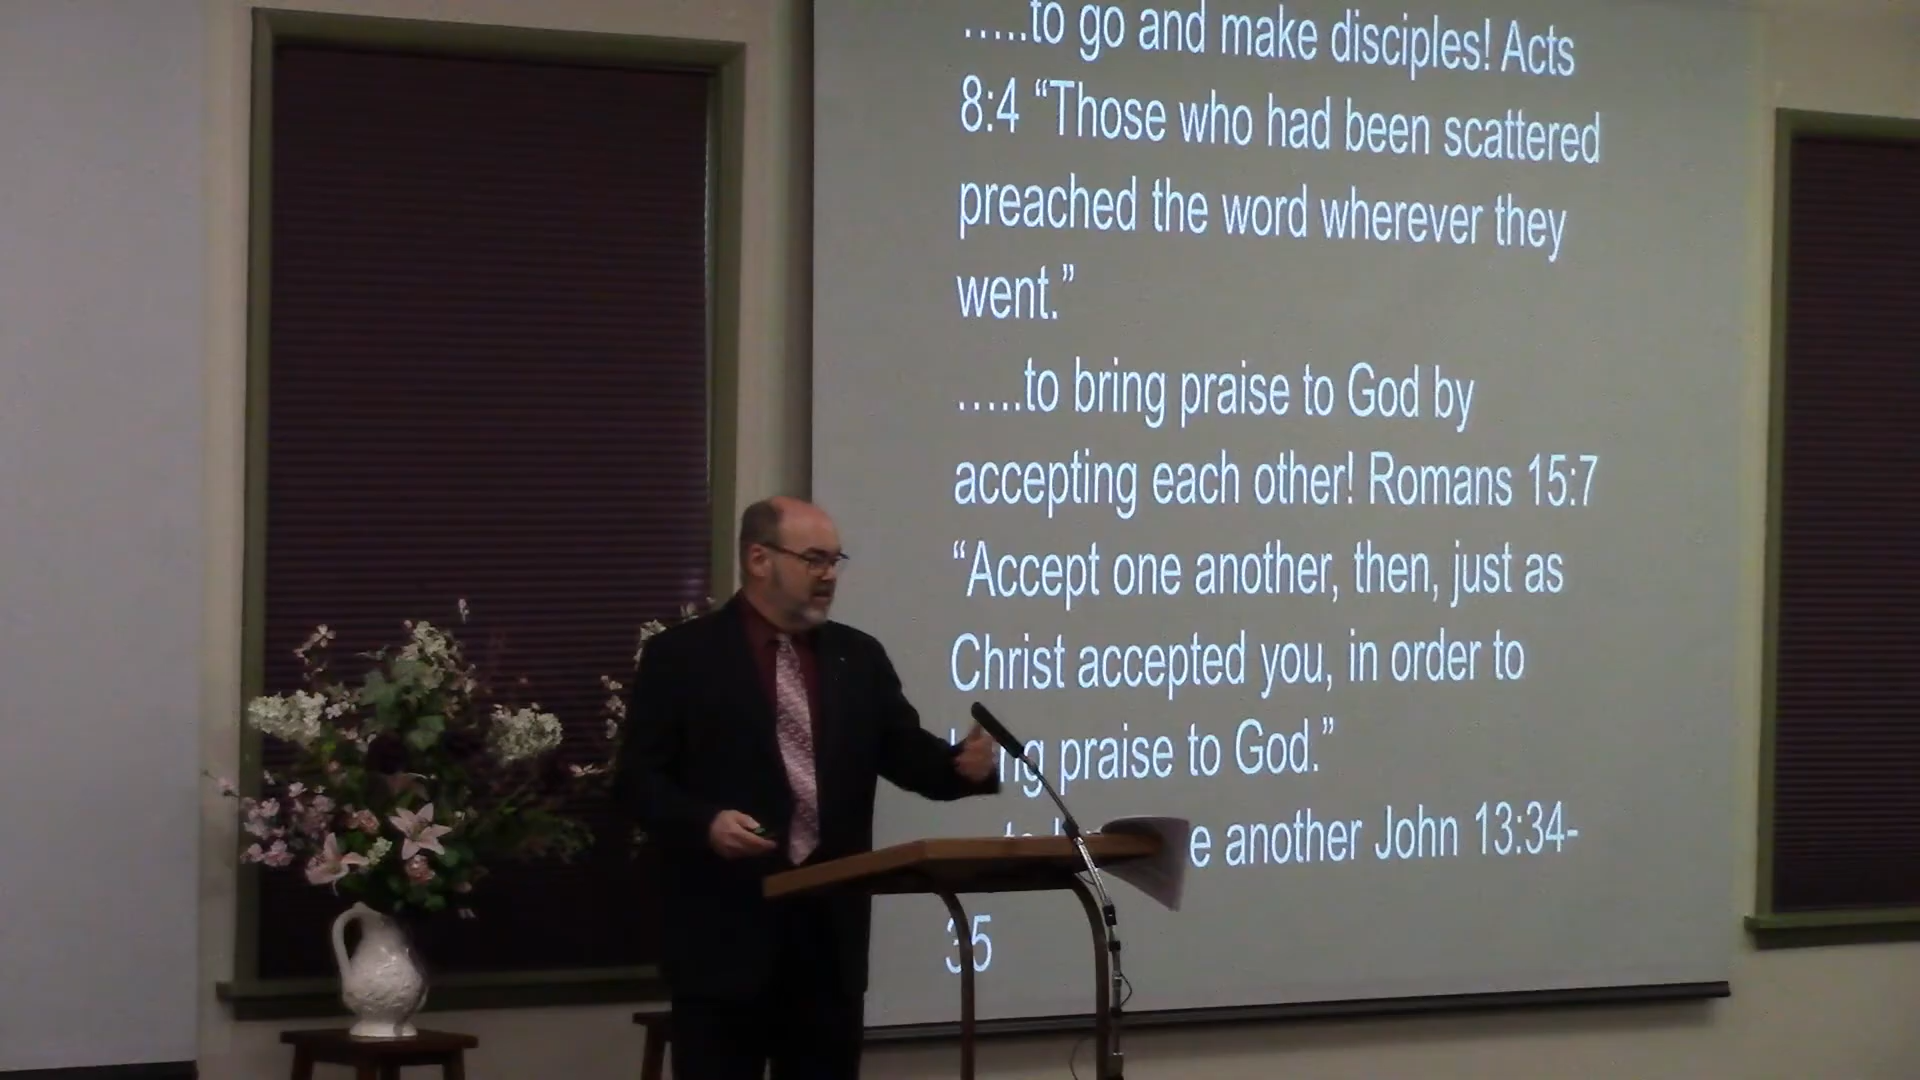 .....to go and make disciples! Acts
8:4 “Those who had been scattered
preached the word wherever they
went.”
.....to bring praise to God by
accepting each other! Romans 15:7
“Accept one another, then, just as
Christ accepted you, in order to
praise to God.”
another John 13:34-
35